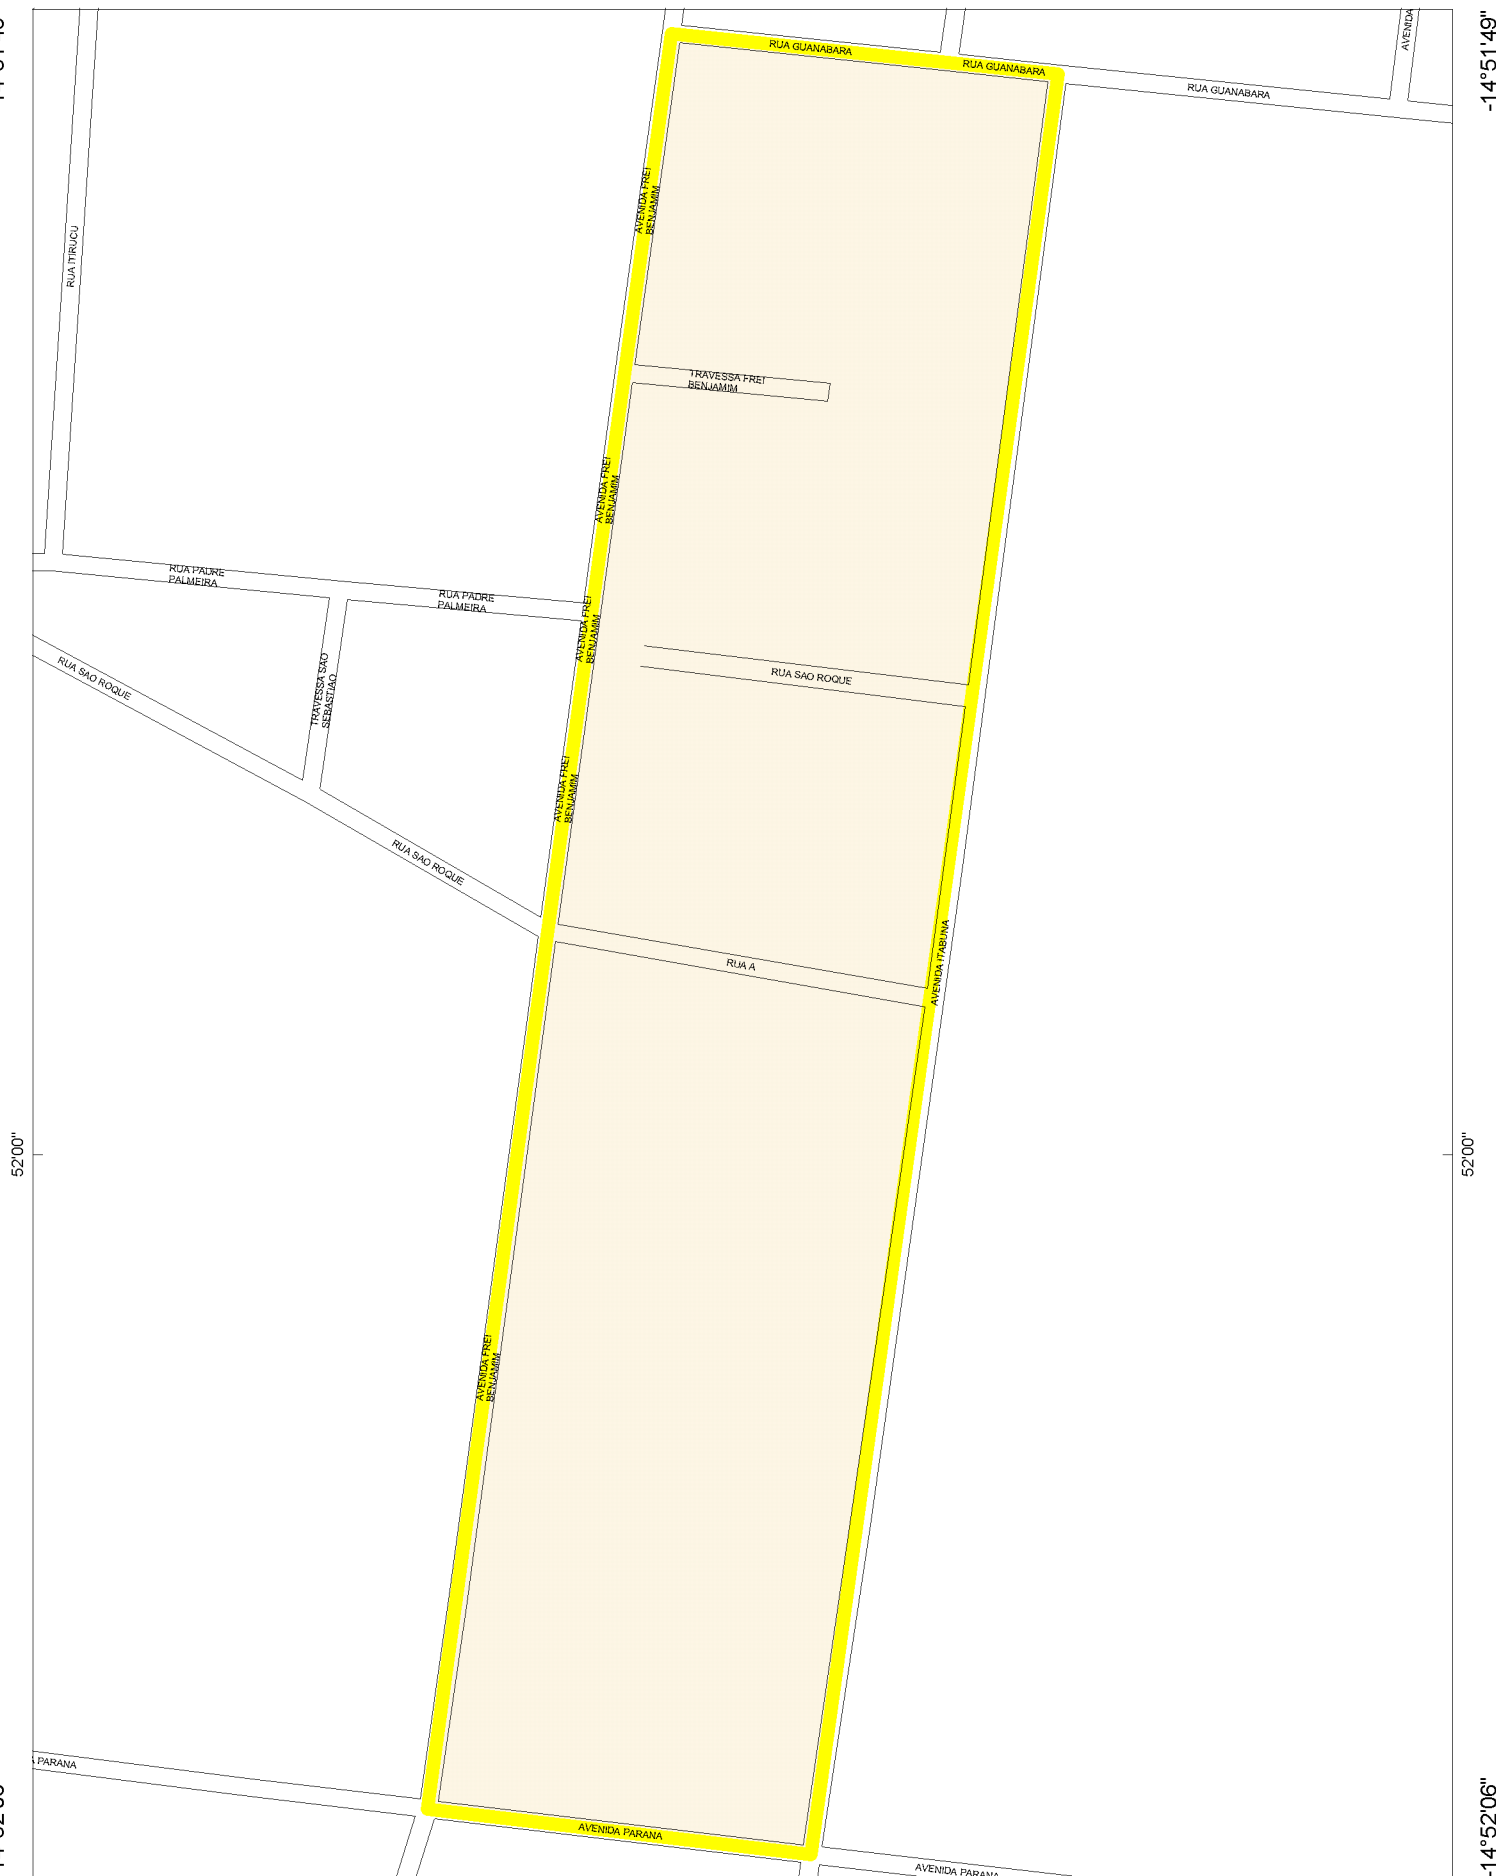 -14°51'49"
AVENIDA
RUA GUANABARA
RUA GUANABARA
RUA GUANABARA
AVENIDA FREI
BENJAMIM
RUA ITIRUCU
TRAVESSA FREI
BENJAMIM
AVENIDA FREI
BENJAMIM
RUA PADRE
PALMEIRA
RUA PADRE
PALMEIRA
AVENIDA FREI
BENJAMIM
RUA SAO ROQUE
TRAVESSA SAO
SEBASTIAO
RUA SAO ROQUE
AVENIDA FREI
BENJAMIM
RUA SAO ROQUE
RUA A
AVENIDA ITABUNA
52'00"
52'00"
AVENIDA FREI
BENJAMIM
A PARANA
AVENIDA PARANA
-14°52'06"
AVENIDA PARANA